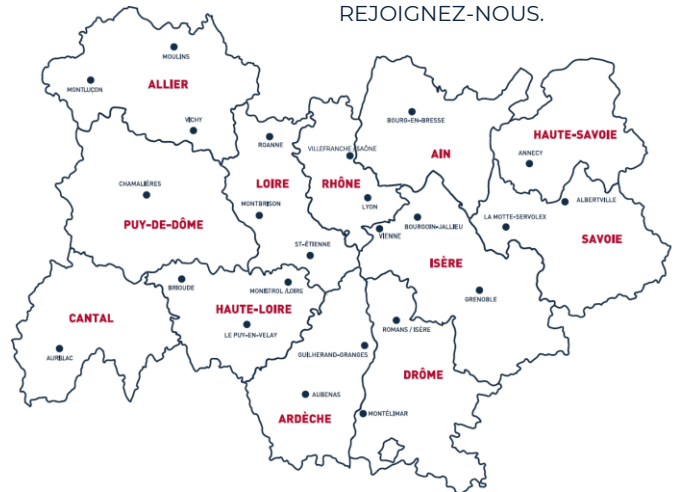 REJOIGNEZ-NOUS.
MOULINS
MONTLUÇON
ALLIER
VICHY
BOURG-EN-BRESSE
ROANNE
HAUTE-SAVOIE
VILLEFRANCHE/SAÔNE
AIN
ANNECY
CHAMALIÈRES
LOIRE
RHÔNE
LYON
ALBERTVILLE
MONTBRISON
LA MOTTE-SERVOLEX
PUY-DE-DÔME
BOURGOIN-JALLIEU
VIENNE
SAVOIE
ST-ÉTIENNE
ISÈRE
BRIOUDE
MONISTROL /LOIRE
GRENOBLE
HAUTE-LOIRE
CANTAL
LE PUY-EN-VELAY
ROMANS / ISÈRE
AURILLAC
GUILHERAND-GRANGES
DRÔME
AUBENAS
MONTÉLIMAR
ARDÈCHE